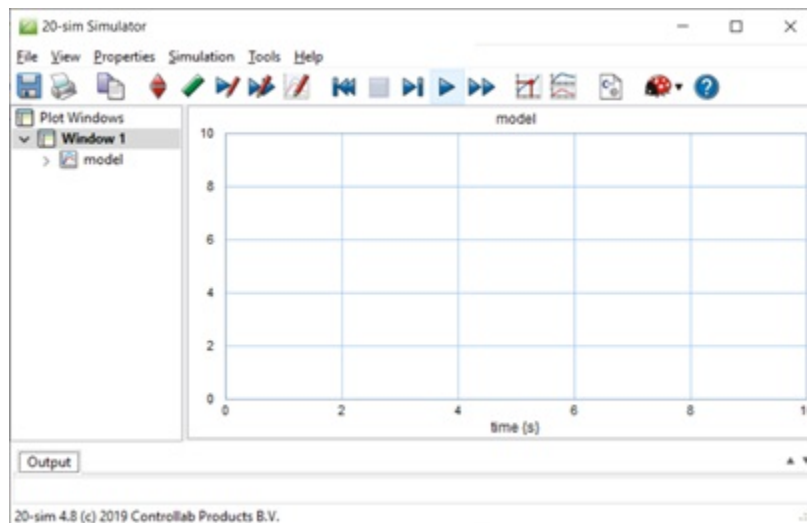 20-sim Simulator
File View Properties Simulation Tools Help
Plot Windows
Window 1
model
model
10
8
6
4
2
0
0 2 4 6 8
time {s}
Output
20-sim 4.8 (c) 2019 Controllab Products B.V.